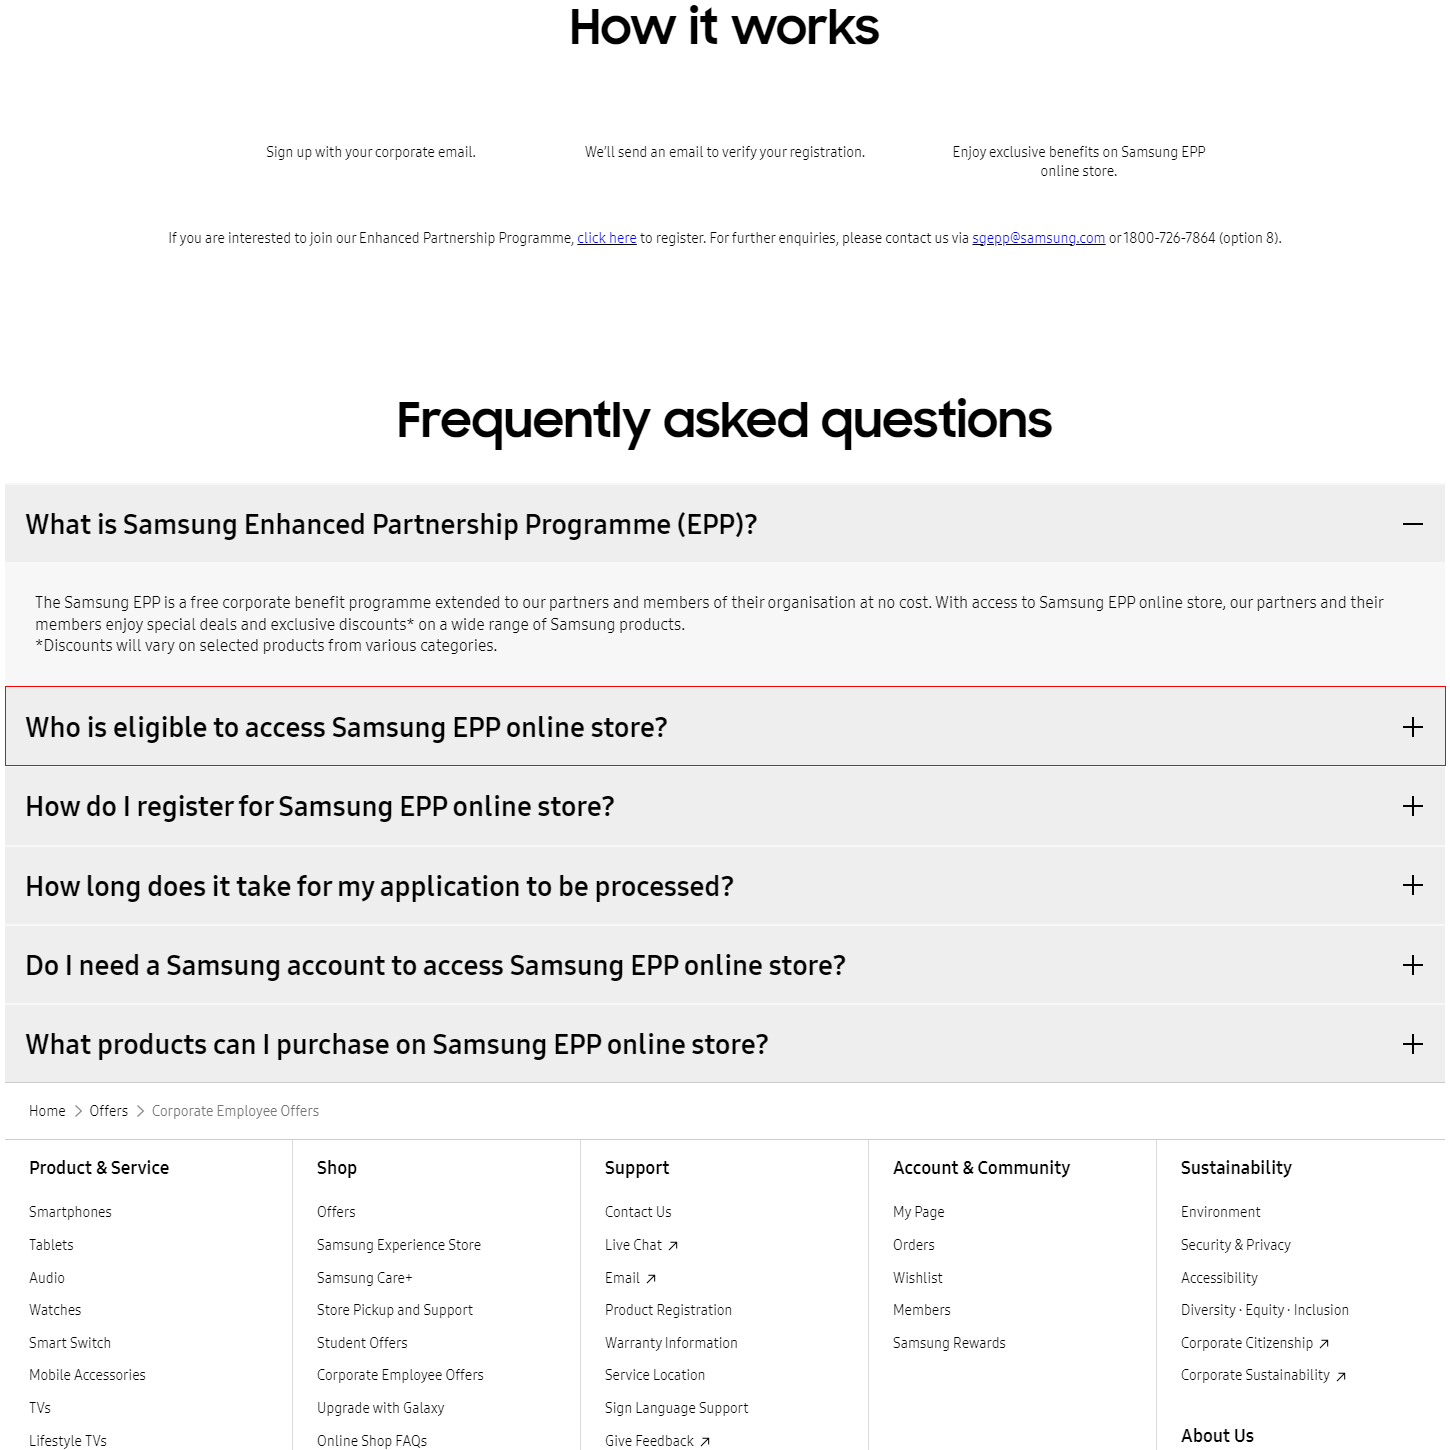 How it works
Sign up with your corporate email.
We'll send an email to verify your registration.
Enjoy exclusive benefits on Samsung EPP
online store.
If you are interested to join our Enhanced Partnership Programme, click here to register. For further enquiries, please contact us via sgepp@samsung.com or 1800-726-7864 (option 8).
Frequently asked questions
What is Samsung Enhanced Partnership Programme (EPP)?
The Samsung EPP is a free corporate benefit programme extended to our partners and members of their organisation at no cost. With access to Samsung EPP online store, our partners and their
members enjoy special deals and exclusive discounts* on a wide range of Samsung products.
*Discounts will vary on selected products from various categories.
Who is eligible to access Samsung EPP online store?
How do I register for Samsung EPP online store?
How long does it take for my application to be processed?
Do I need a Samsung account to access Samsung EPP online store?
What products can I purchase on Samsung EPP online store?
Home > Offers > Corporate Employee Offers
Product & Service
Smartphones
Tablets
Audio
Watches
Smart Switch
Mobile Accessories
TVs
Lifestyle TVs
Shop
Offers
Samsung Experience Store
Samsung Care+
Store Pickup and Support
Student Offers
Corporate Employee Offers
Upgrade with Galaxy
Online Shop FAQs
Support
Contact Us
Live Chat
Email
Product Registration
Warranty Information
Service Location
Sign Language Support
Give Feedback
Account & Community
My Page
Orders
Wishlist
Members
Samsung Rewards
Sustainability
Environment
Security & Privacy
Accessibility
Diversity · Equity · Inclusion
Corporate Citizenship
Corporate Sustainability
About Us